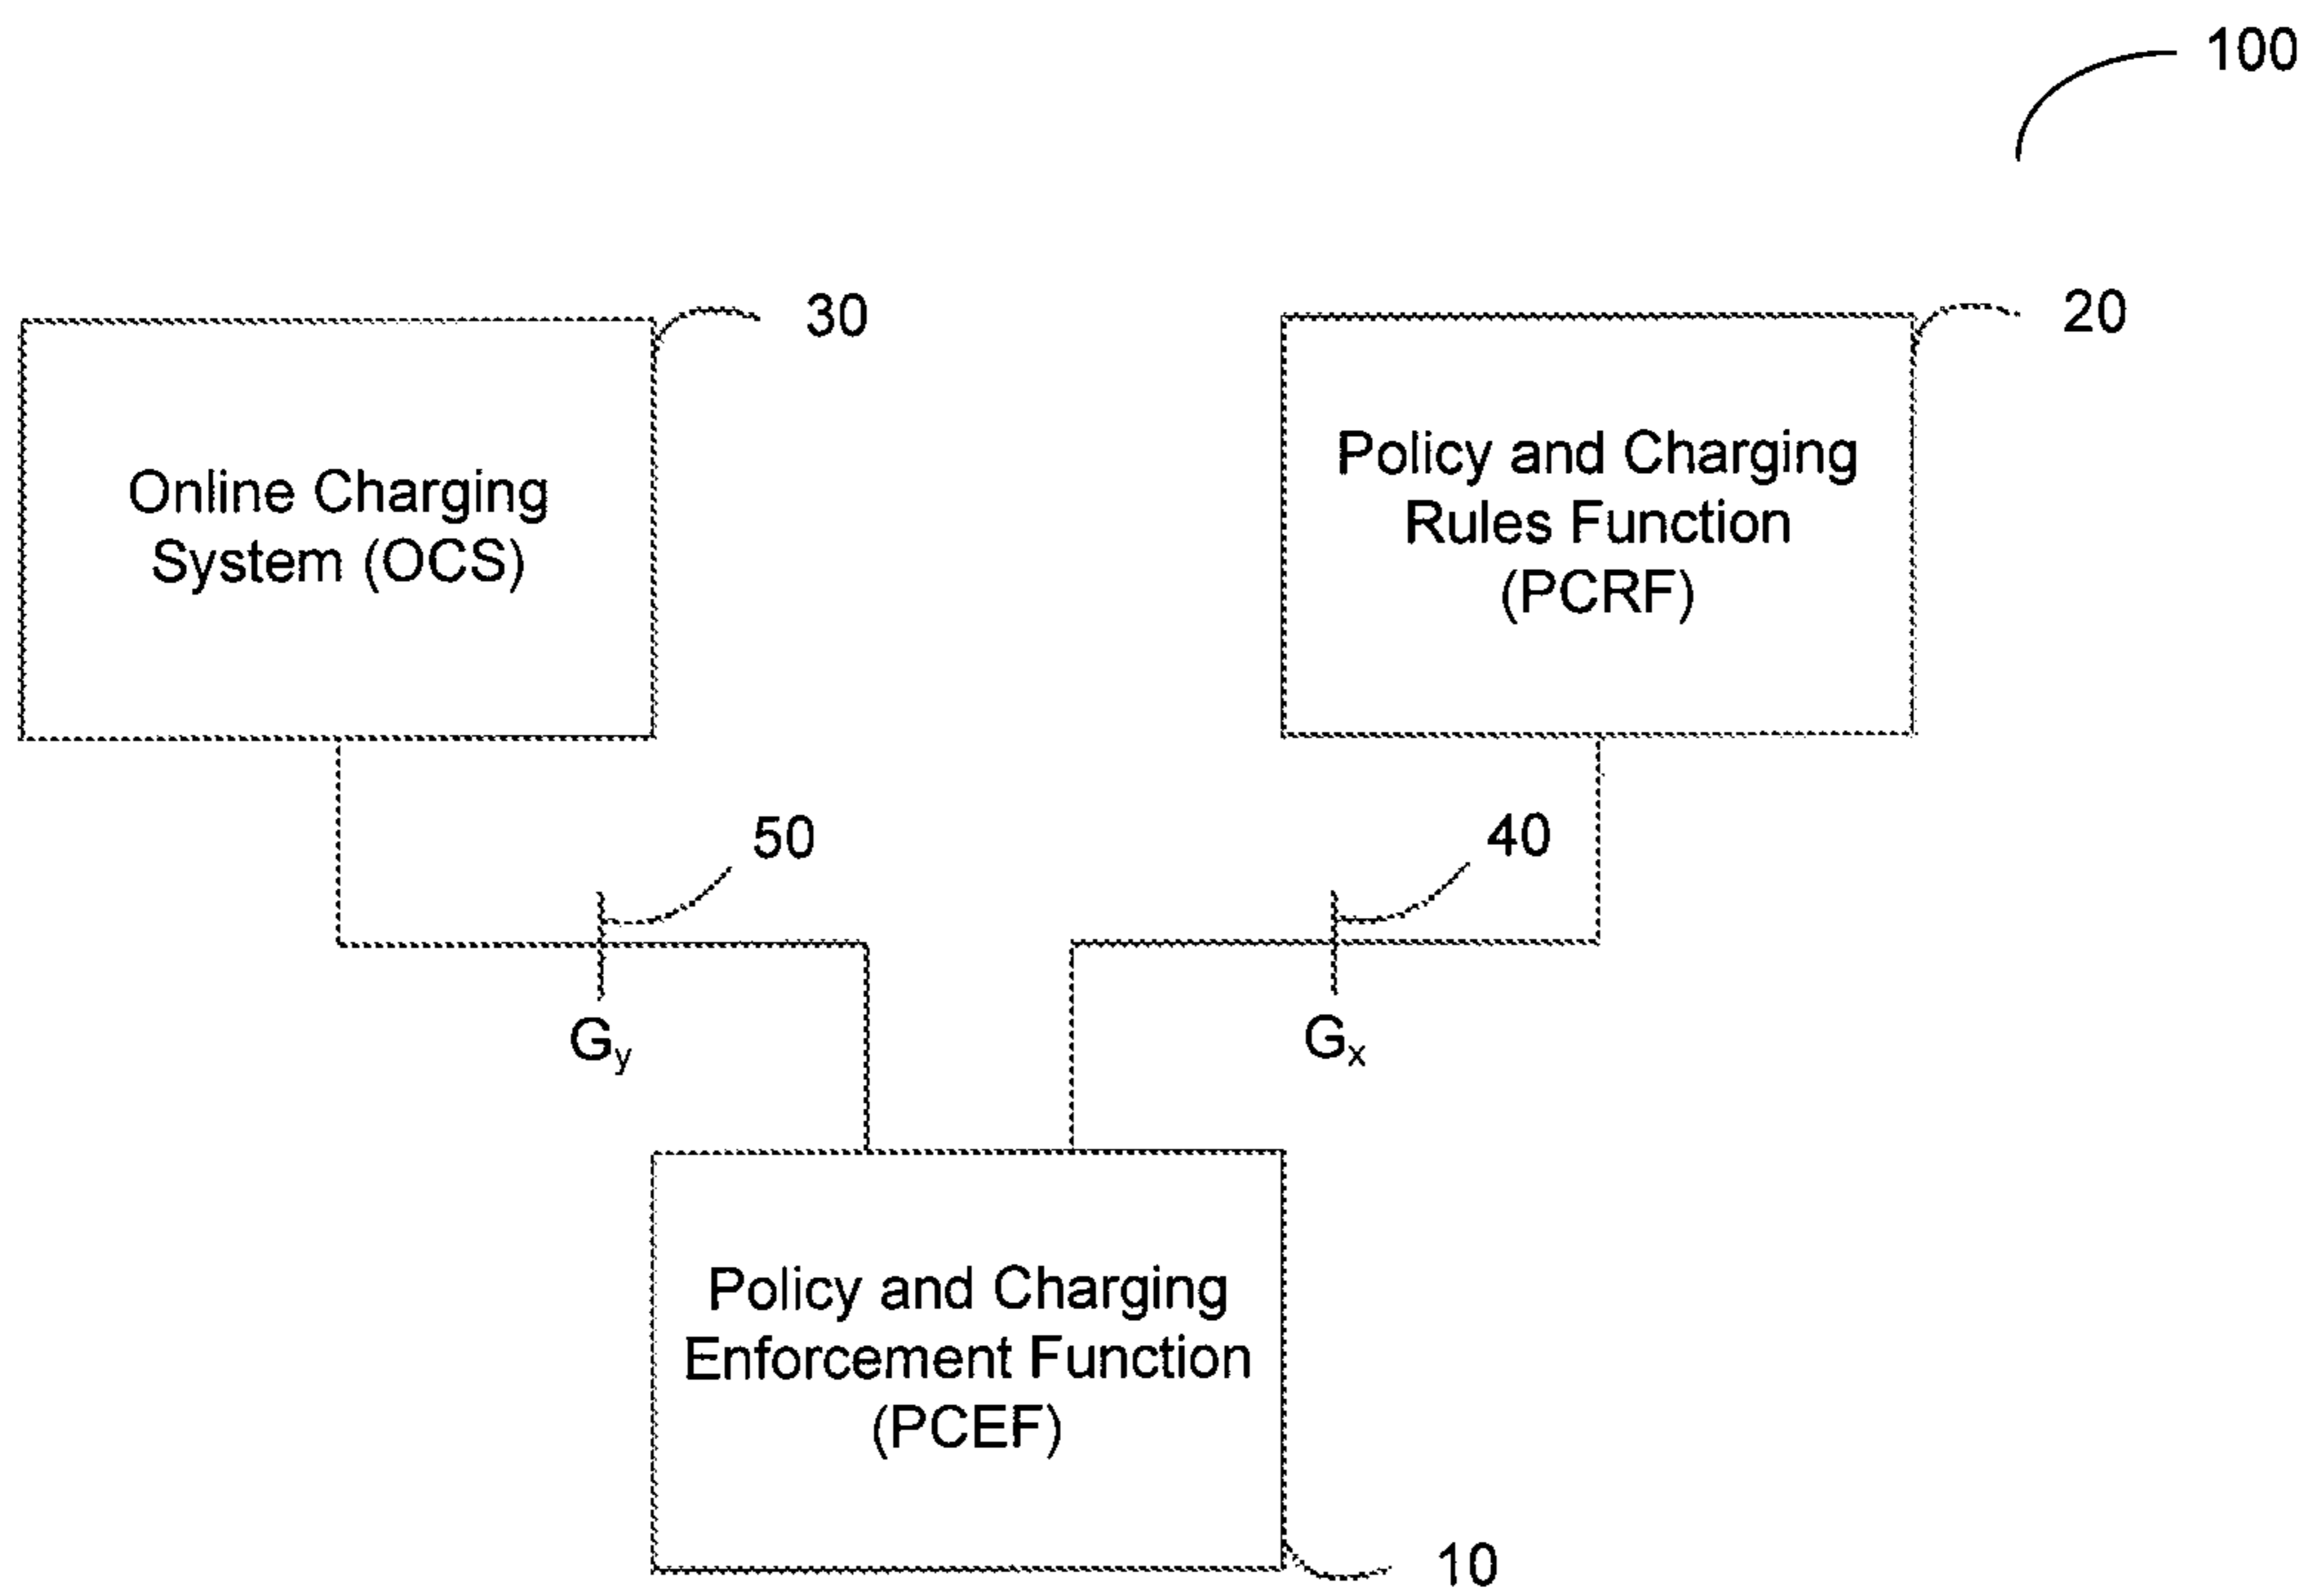 100
30
20
Online Charging
System (OCS)
Policy and Charging
Rules Function
(PCRF)
50
40
Gy
Gx
Policy and Charging
Enforcement Function
(PCEF)
10